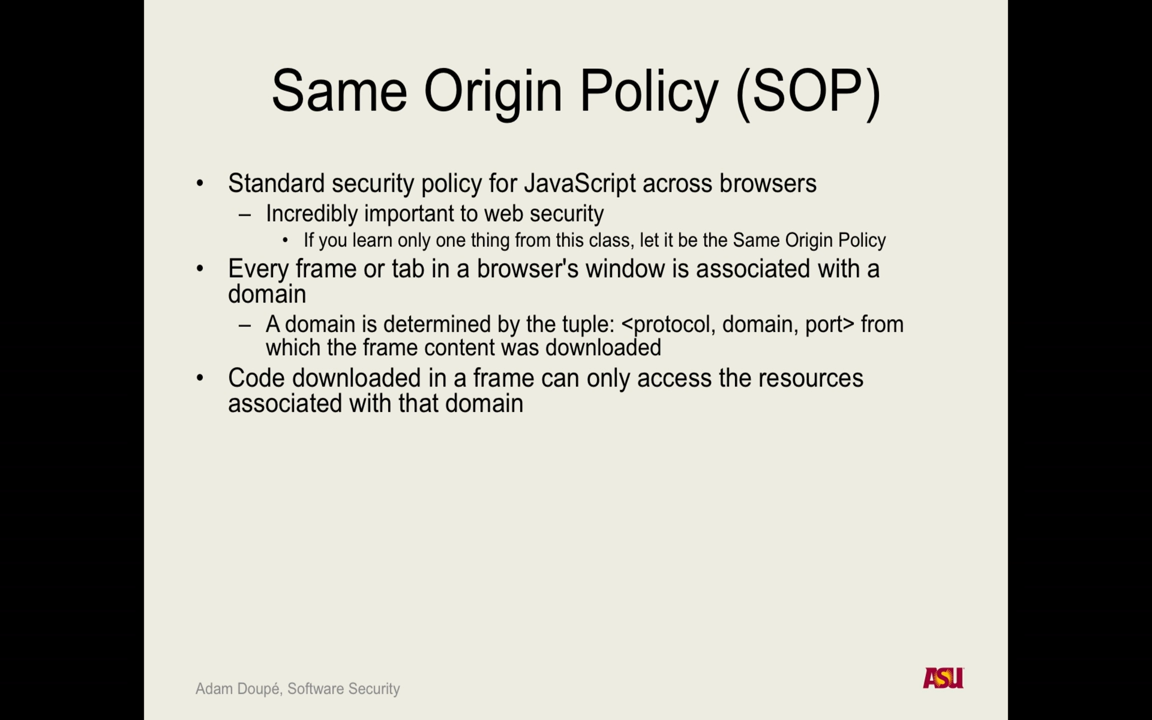 Same Origin Policy (SOP)
• Standard security policy for JavaScript across browsers
– Incredibly important to web security
• If you learn only one thing from this class, let it be the Same Origin Policy
• Every frame or tab in a browser's window is associated with a
domain
– A domain is determined by the tuple: <protocol, domain, port> from
which the frame content was downloaded
• Code downloaded in a frame can only access the resources
associated with that domain
Adam Doupé, Software Security
ASU